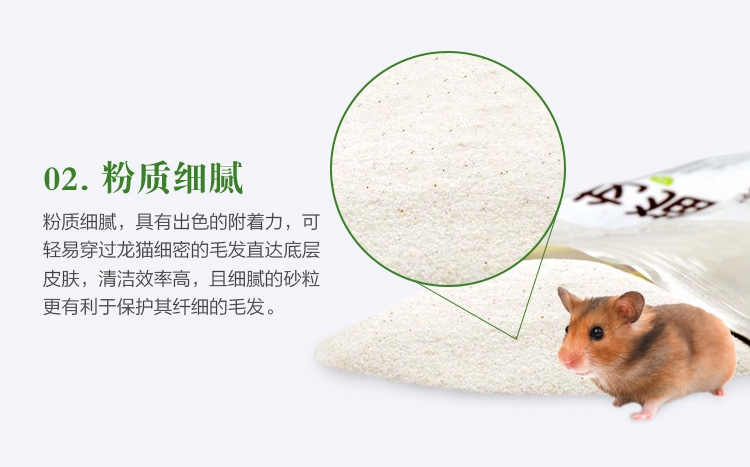 02. 粉质细腻
粉质细腻，具有出色的附着力，可
轻易穿过龙猫细密的毛发直达底层
皮肤，清洁效率高，且细腻的砂粒
更有利于保护其纤细的毛发。